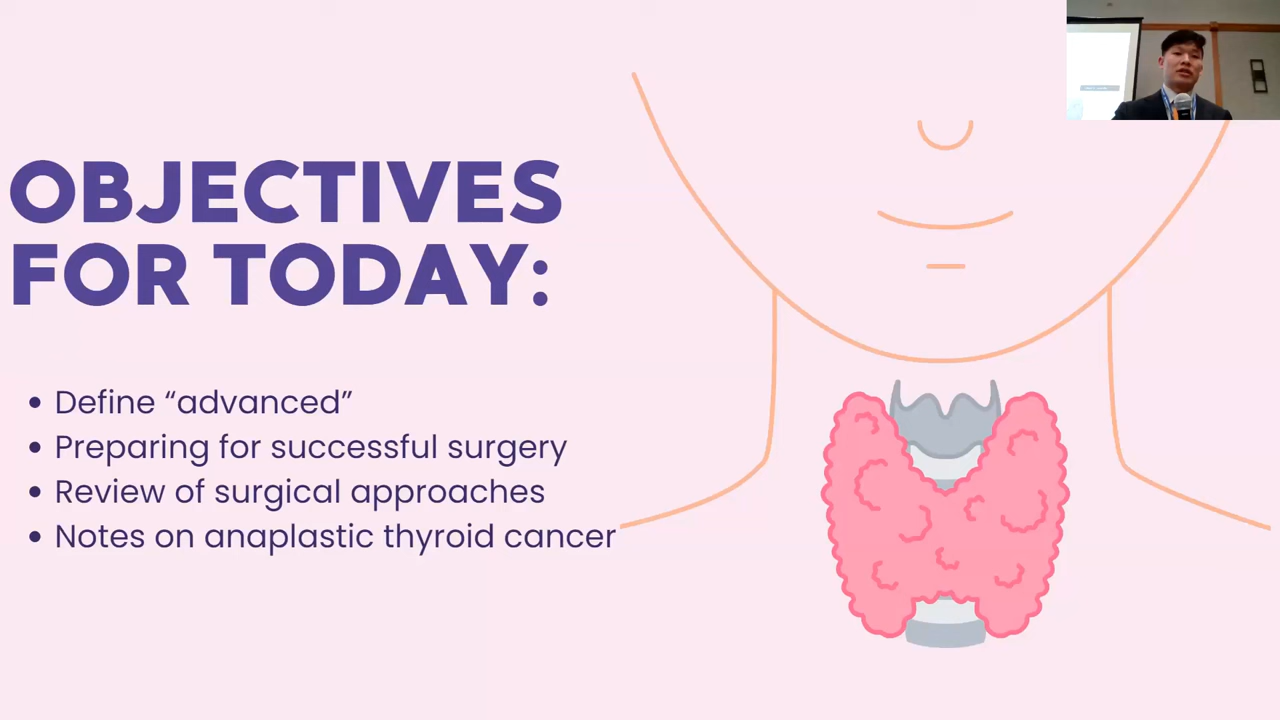 OBJECTIVES
FOR TODAY:
• Define “advanced”
• Preparing for successful surgery
• Review of surgical approaches
• Notes on anaplastic thyroid cancer